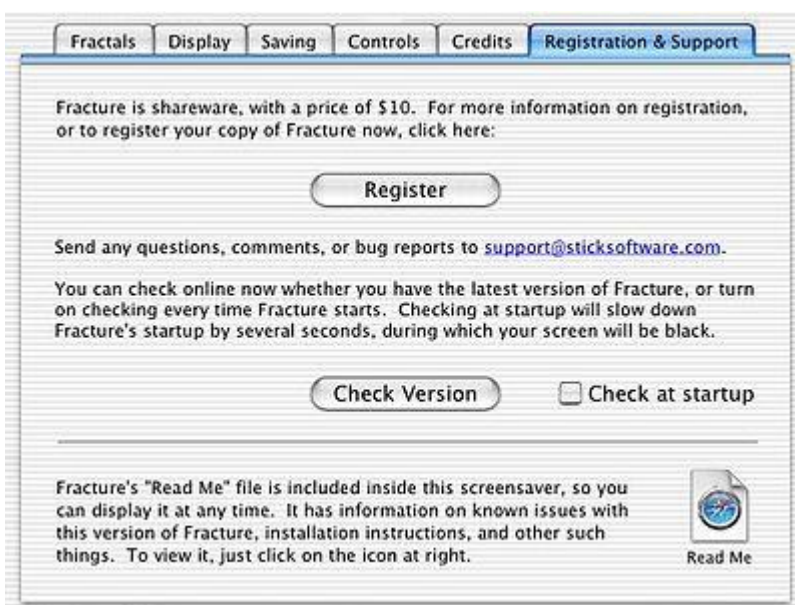 Fractals Display Saving Controls Credits Registration & Support
Fracture is shareware, with a price of $10.  For more information on registration,
or to register your copy of Fracture now, click here:
Register
Send any questions, comments, or bug reports to support@sticksoftware.com.
You can check online now whether you have the latest version of Fracture, or turn
on checking every time Fracture starts.  Checking at startup will slow down
Fracture's startup by several seconds, during which your screen will be black.
Check Version Check at startup
Fracture's "Read Me" file is included inside this screensaver, so you
can display it at any time.  It has information on known issues with
this version of Fracture, installation instructions, and other such
things.  To view it, just click on the icon at right.
Read Me